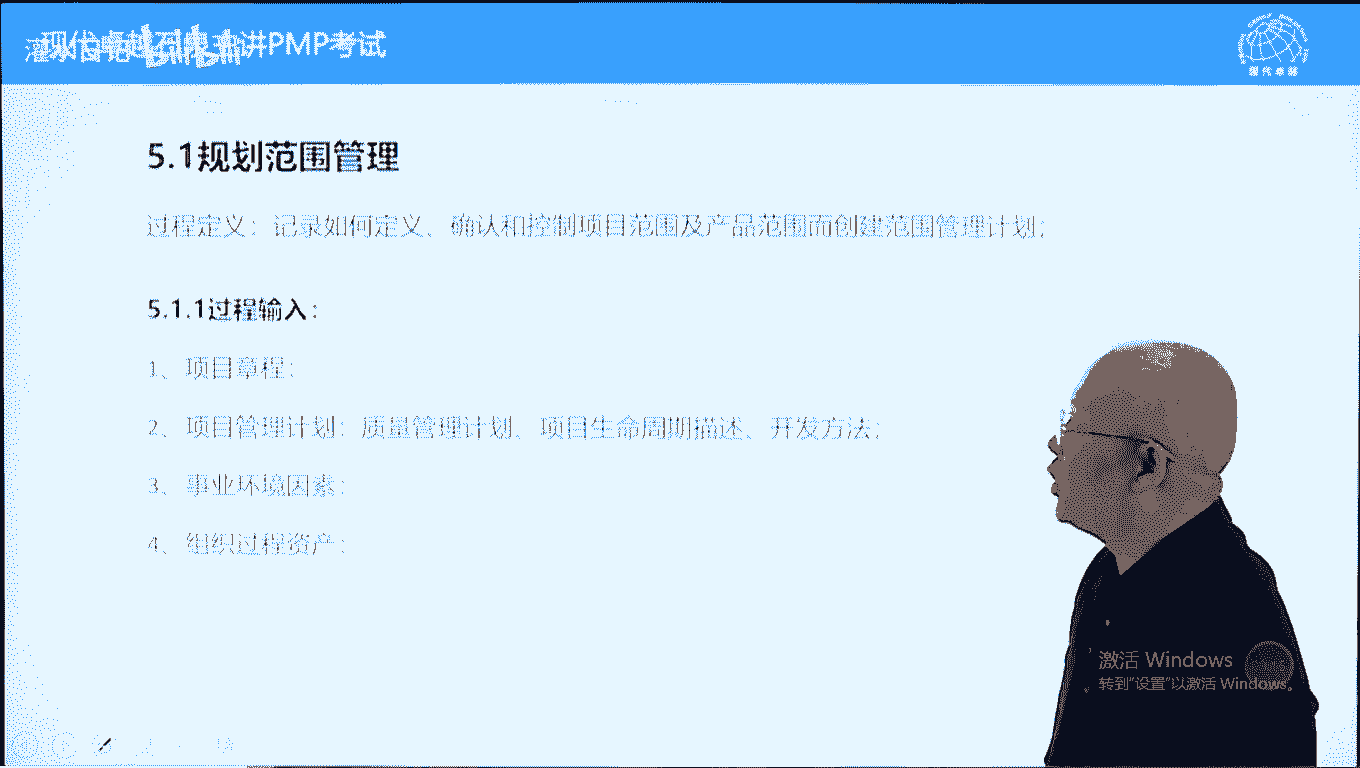 讲PMP考试
现代卓越
5.1规划范围管理
过程定义：记录如何定义、确认和控制项目范围及产品范围而创建范围管理计划；
5.1.1过程输入：
1、项目章程；
2、项目管理计划：质量管理计划、项目生命周期描述、开发方法；
3、事业环境因素；
4、组织过程资产；
激活 Windows
转到“设置”以激活 Windows。